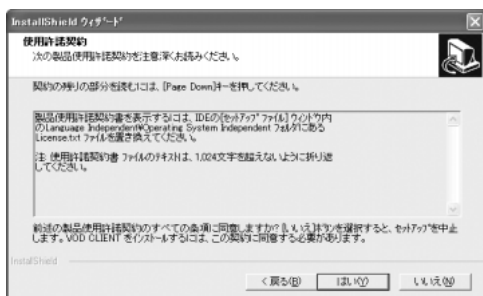 InstallShield ウィザード
使用許諾契約
次の製品使用許諾契約を注意深くお読みください。
契約の残りの部分を読むには、[Page Down]キーを押してください。
製品使用許諾契約書を表示するには、IDEの[セットアップ ファイル] ウィンドウ内
のLanguage Independent¥Operating System Independent フォルダにある
License.txt ファイルを置き換えてください。
注: 使用許諾契約書 ファイルのテキストは、1,024文字を超えないように折り返
してください。
前述の製品使用許諾契約のすべての条項に同意しますか? [いいえ]ボタンを選択すると、セットアップを中止
します。VOD CLIENT をインストールするには、この契約に同意する必要があります。
InstallShield
< 戻る(B)
はい(Y)
いいえ(N)